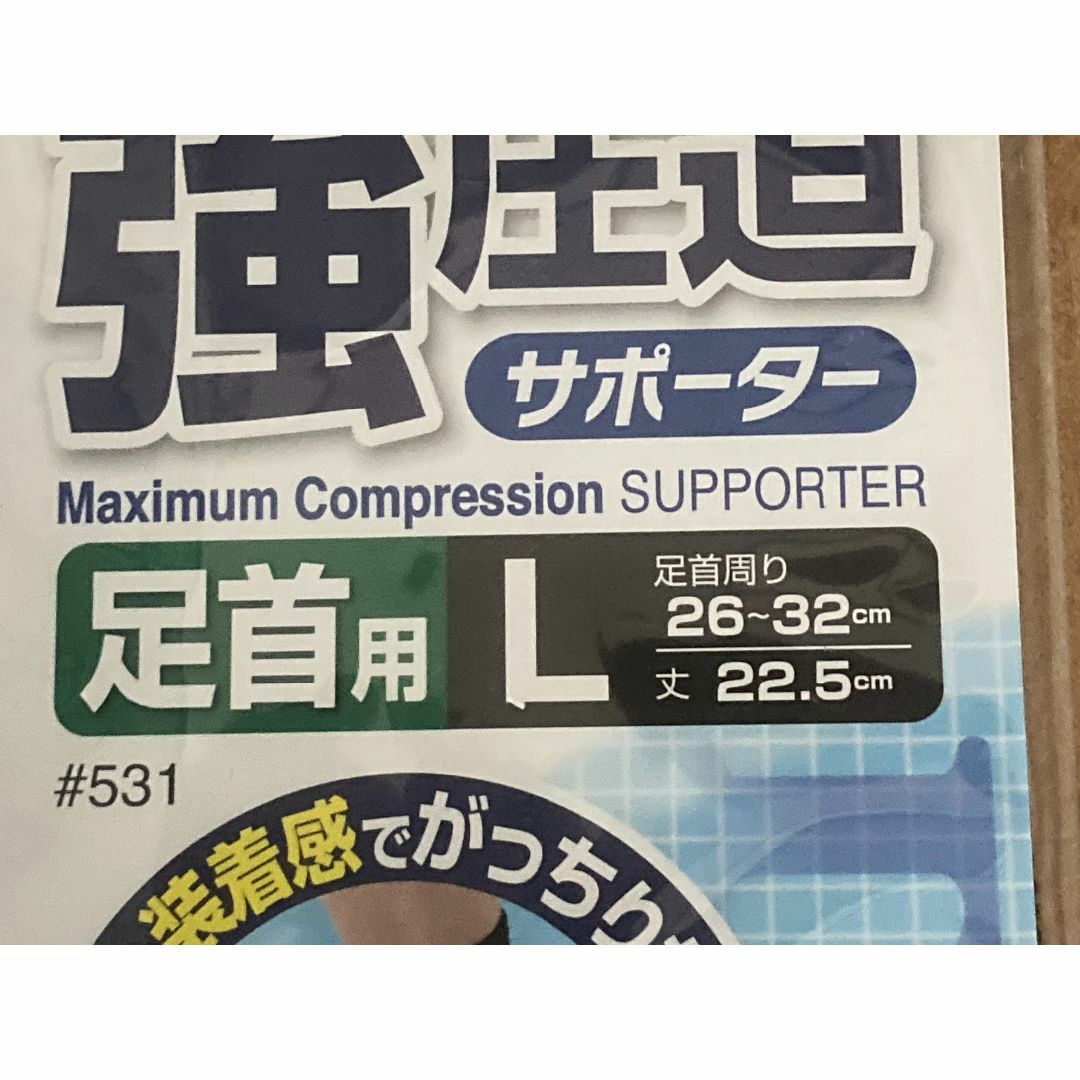 強圧迫
サポーター
Maximum Compression SUPPORTER
足首用 L
足首周り
26~32cm
丈 22.5cm
#531
装着感でがっちり